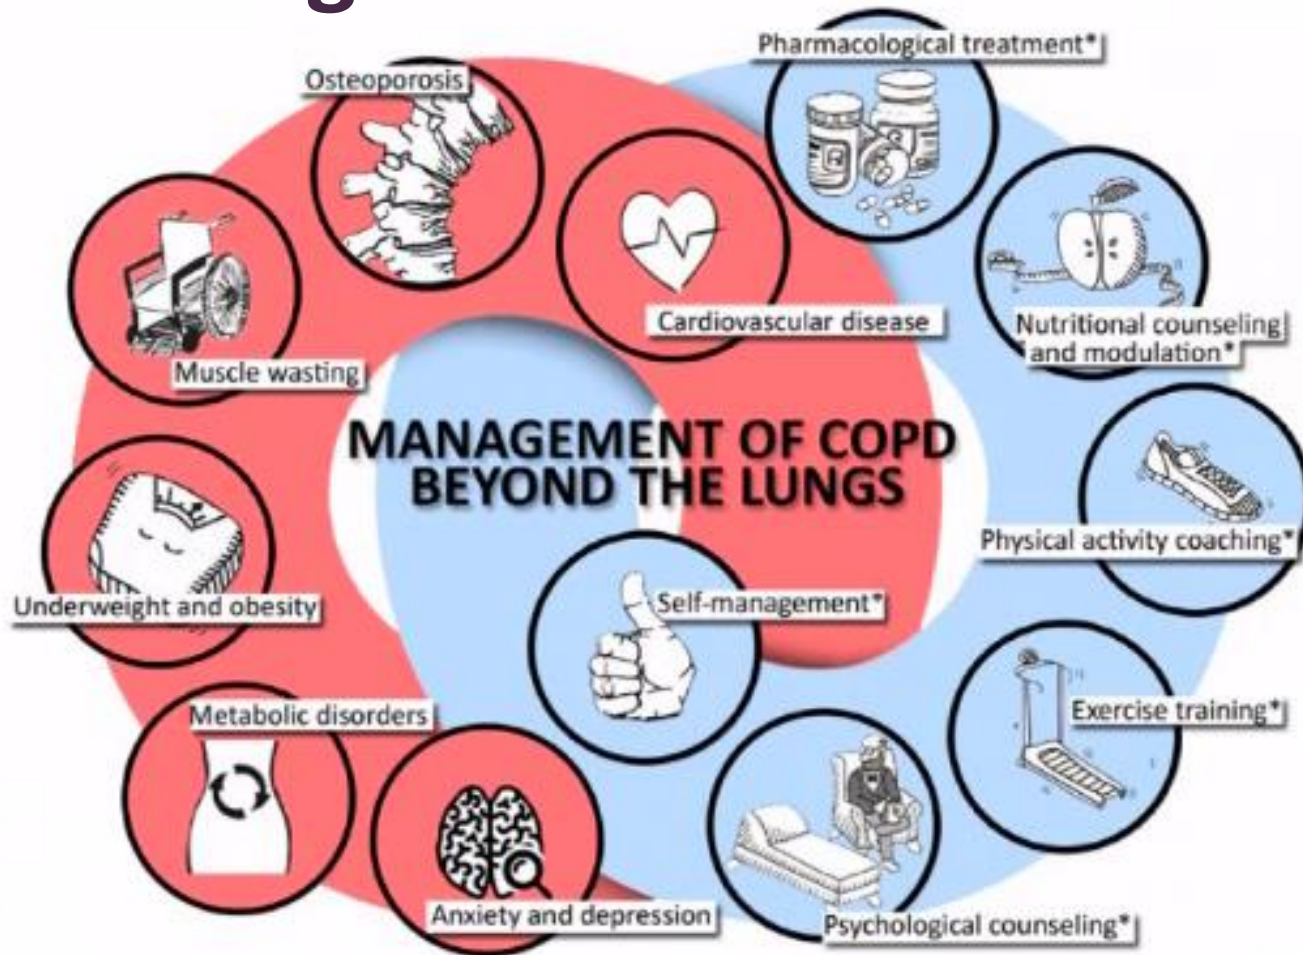 Pharmacological treatment*
Osteoporosis
Cardiovascular disease
Nutritional counseling
and modulation*
Muscle wasting
MANAGEMENT OF COPD
BEYOND THE LUNGS
Physical activity coaching*
Self-management*
Underweight and obesity
Metabolic disorders
Exercise training*
Anxiety and depression
Psychological counseling*